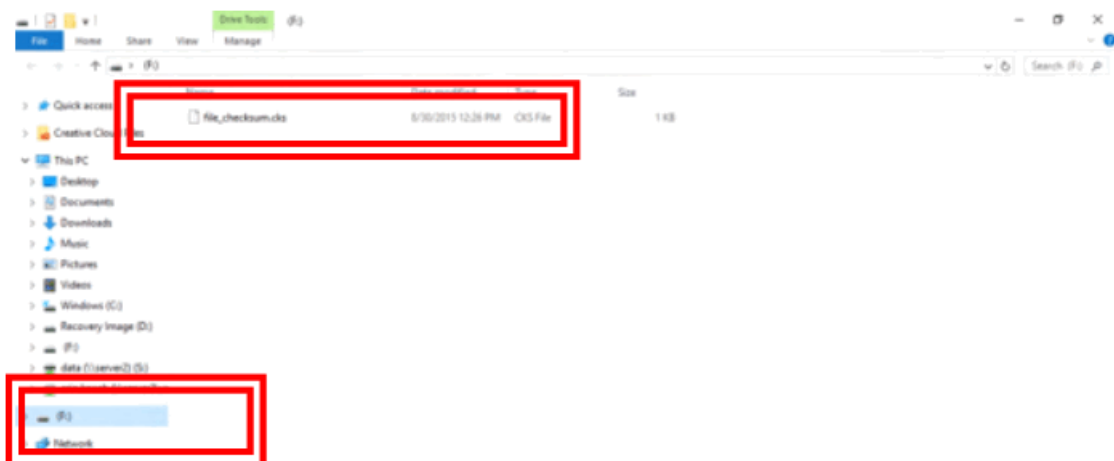 Drive Tools (F:)
File Home Share View Manage
(F:) Search (F:)
Name Date modified Type Size
file_checksum.cks 8/30/2015 12:26 PM CKS File 1 KB
Quick access
Creative Cloud Files
This PC
Desktop
Documents
Downloads
Music
Pictures
Videos
Windows (C:)
Recovery Image (D:)
(F:)
data (\\server2) (S:)
(F:)
Network